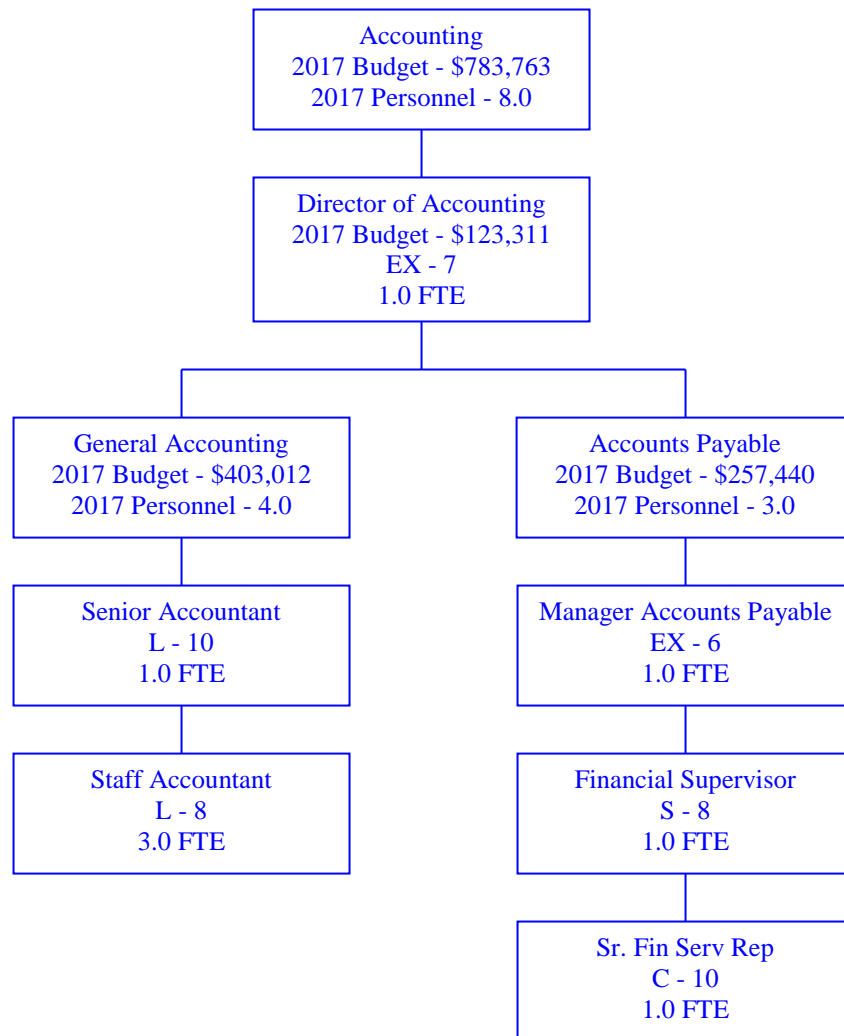 Accounting
2017 Budget - $783,763
2017 Personnel - 8.0
Director of Accounting
2017 Budget - $123,311
EX - 7
1.0 FTE
General Accounting
2017 Budget - $403,012
2017 Personnel - 4.0
Accounts Payable
2017 Budget - $257,440
2017 Personnel - 3.0
Senior Accountant
L - 10
1.0 FTE
Manager Accounts Payable
EX - 6
1.0 FTE
Staff Accountant
L - 8
3.0 FTE
Financial Supervisor
S - 8
1.0 FTE
Sr. Fin Serv Rep
C - 10
1.0 FTE